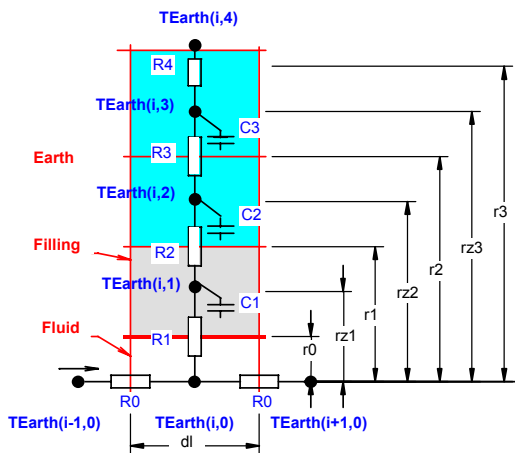 TEarth(i,4)
R4
TEarth(i,3)
C3
R3
Earth
TEarth(i,2)
C2
Filling
R2
TEarth(i,1)
C1
Fluid
R1
r0
rz1
r1
rz2
r2
rz3
r3
R0
R0
TEarth(i-1,0)
TEarth(i,0)
TEarth(i+1,0)
dl